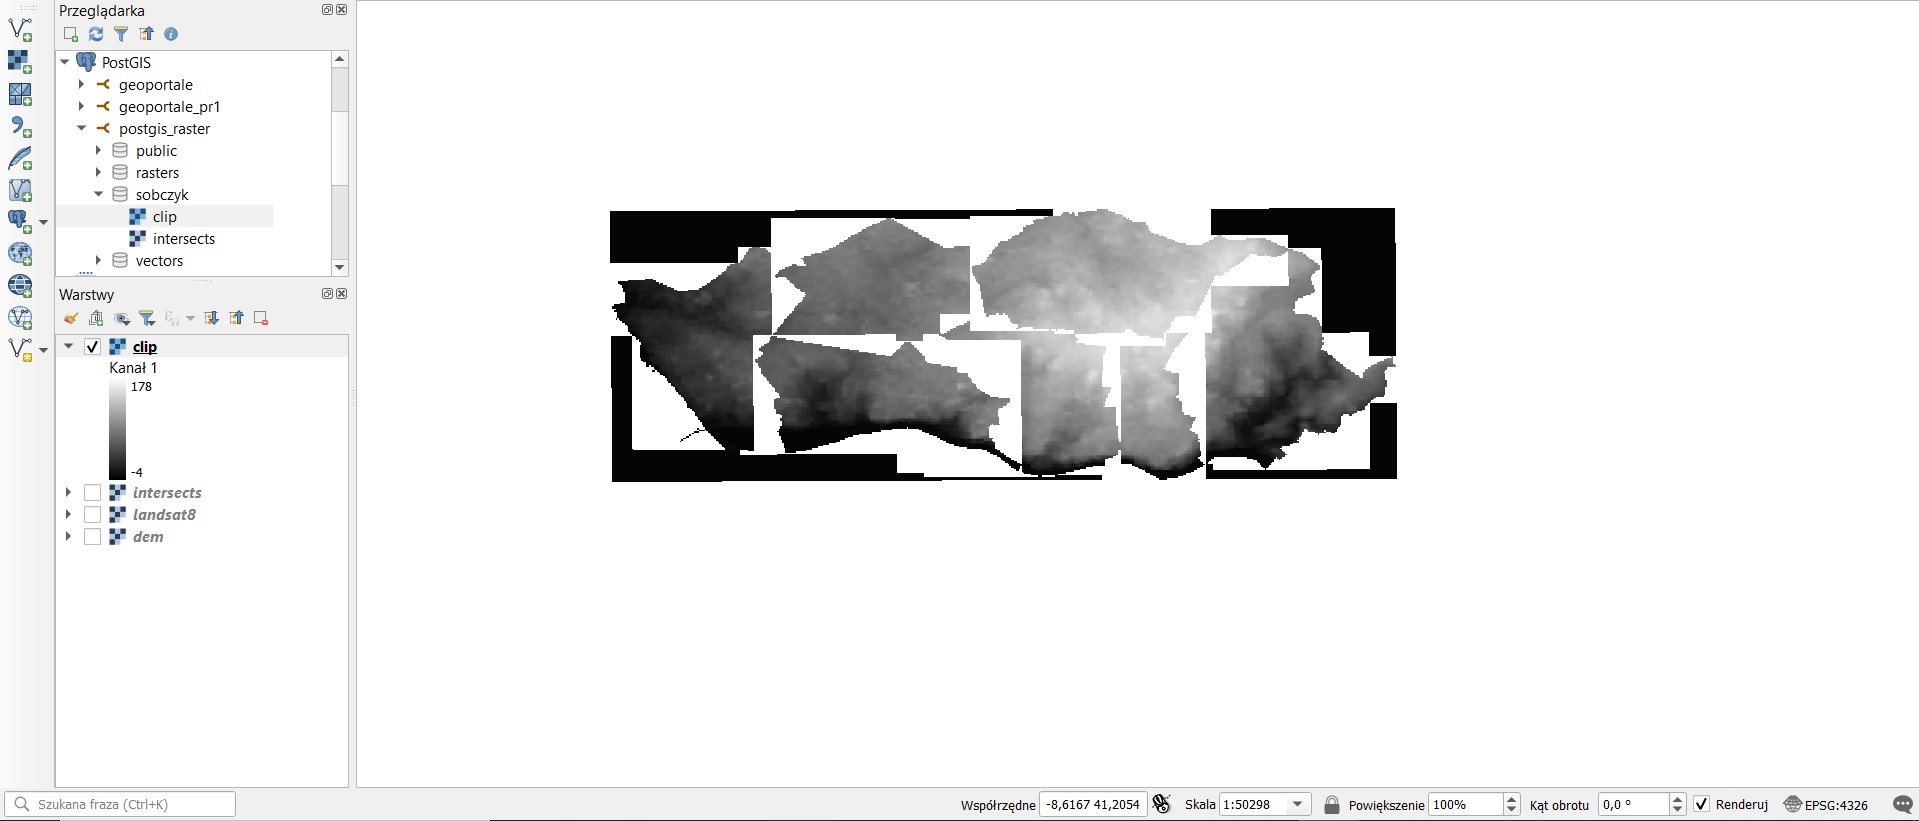 Przeglądarka
PostGIS
geoportale
geoportale_pr1
postgis_raster
public
rasters
sobczyk
clip
intersects
vectors
Warstwy
clip
Kanał 1
178
-4
intersects
landsat8
dem
Szukana fraza (Ctrl+K)
Współrzędne -8,6167 41,2054 Skala 1:50298 Powiększenie 100% Kąt obrotu 0,0 ° Renderuj EPSG:4326